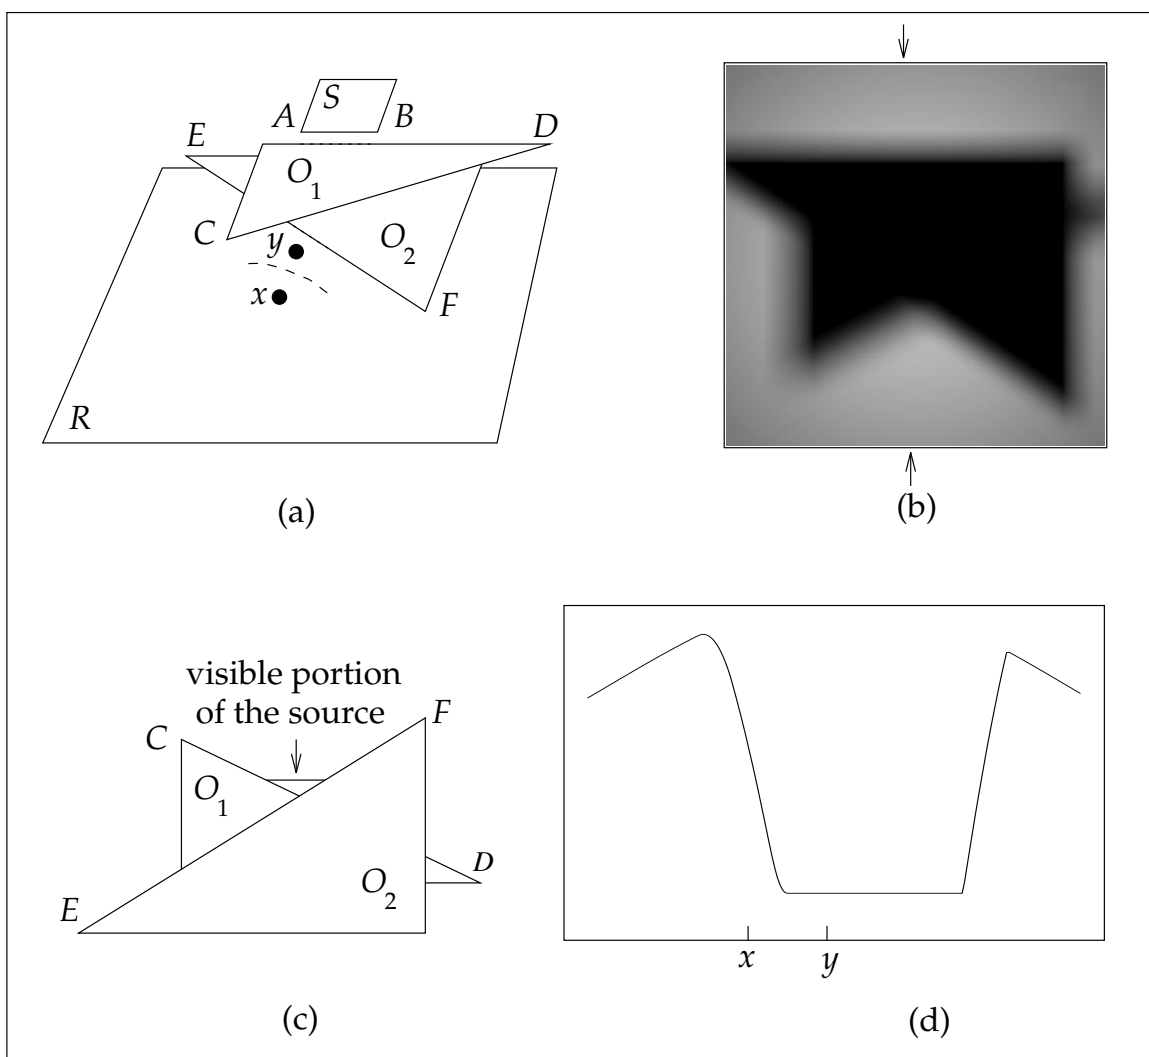 S
A B
E D
O1
C y O2
x F
R
(a)
(b)
visible portion
of the source
C F
O1
O2 D
E
(c)
x y
(d)